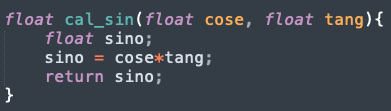 float cal_sin(float cose, float tang){
    float sino;
    sino = cose*tang;
    return sino;
}